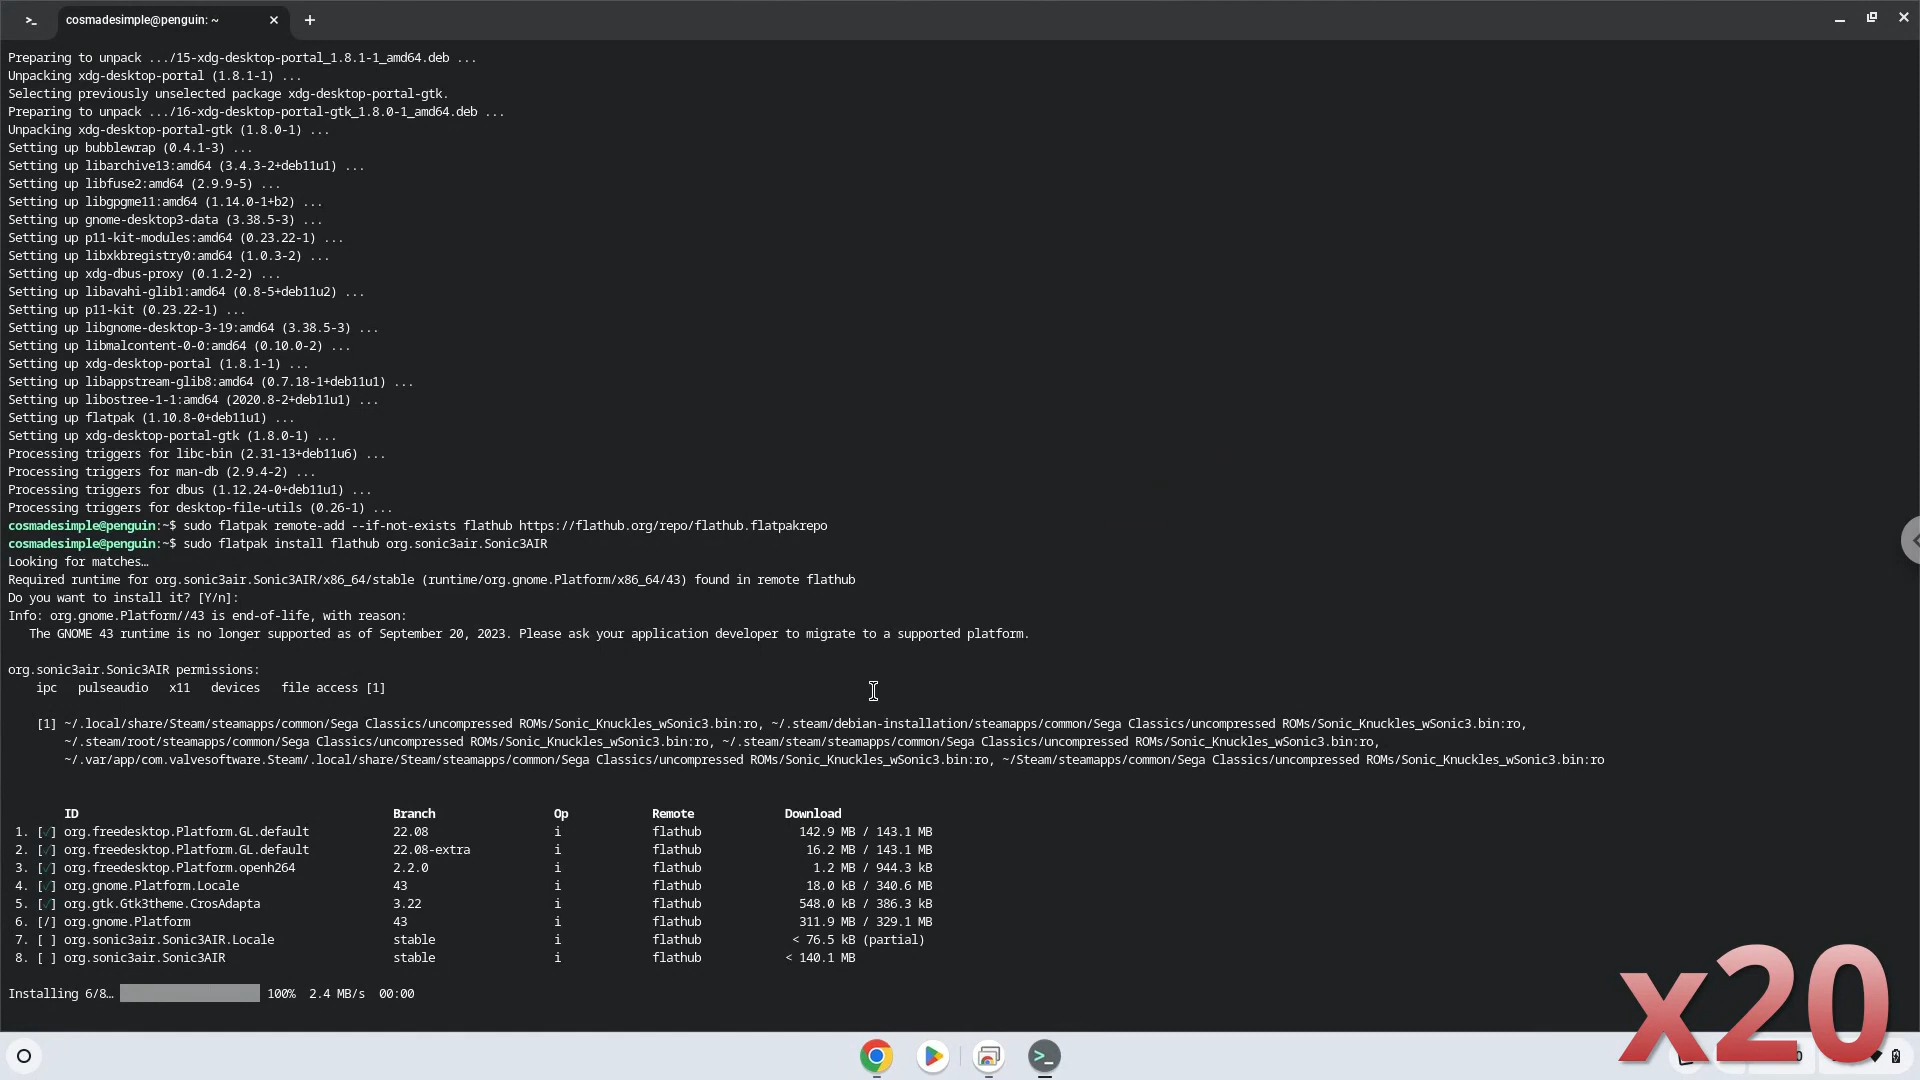 cosmadesimple@penguin: ~
Preparing to unpack .../15-xdg-desktop-portal_1.8.1-1_amd64.deb ...
Unpacking xdg-desktop-portal (1.8.1-1) ...
Selecting previously unselected package xdg-desktop-portal-gtk.
Preparing to unpack .../16-xdg-desktop-portal-gtk_1.8.0-1_amd64.deb ...
Unpacking xdg-desktop-portal-gtk (1.8.0-1) ...
Setting up bubblewrap (0.4.1-3) ...
Setting up libarchive13:amd64 (3.4.3-2+deb11u1) ...
Setting up libfuse2:amd64 (2.9.9-5) ...
Setting up libgpgme11:amd64 (1.14.0-1+b2) ...
Setting up gnome-desktop3-data (3.38.5-3) ...
Setting up p11-kit-modules:amd64 (0.23.22-1) ...
Setting up libxkbregistry0:amd64 (1.0.3-2) ...
Setting up xdg-dbus-proxy (0.1.2-2) ...
Setting up libavahi-glib1:amd64 (0.8-5+deb11u2) ...
Setting up p11-kit (0.23.22-1) ...
Setting up libgnome-desktop-3-19:amd64 (3.38.5-3) ...
Setting up libmalcontent-0-0:amd64 (0.10.0-2) ...
Setting up xdg-desktop-portal (1.8.1-1) ...
Setting up libappstream-glib8:amd64 (0.7.18-1+deb11u1) ...
Setting up libostree-1-1:amd64 (2020.8-2+deb11u1) ...
Setting up flatpak (1.10.8-0+deb11u1) ...
Setting up xdg-desktop-portal-gtk (1.8.0-1) ...
Processing triggers for libc-bin (2.31-13+deb11u6) ...
Processing triggers for man-db (2.9.4-2) ...
Processing triggers for dbus (1.12.24-0+deb11u1) ...
Processing triggers for desktop-file-utils (0.26-1) ...
cosmadesimple@penguin:~$ sudo flatpak remote-add --if-not-exists flathub https://flathub.org/repo/flathub.flatpakrepo
cosmadesimple@penguin:~$ sudo flatpak install flathub org.sonic3air.Sonic3AIR
Looking for matches…
Required runtime for org.sonic3air.Sonic3AIR/x86_64/stable (runtime/org.gnome.Platform/x86_64/43) found in remote flathub
Do you want to install it? [Y/n]:
Info: org.gnome.Platform//43 is end-of-life, with reason:
The GNOME 43 runtime is no longer supported as of September 20, 2023. Please ask your application developer to migrate to a supported platform.
org.sonic3air.Sonic3AIR permissions:
ipc pulseaudio x11 devices file access [1]
[1] ~/.local/share/Steam/steamapps/common/Sega Classics/uncompressed ROMs/Sonic_Knuckles_wSonic3.bin:ro, ~/.steam/debian-installation/steamapps/common/Sega Classics/uncompressed ROMs/Sonic_Knuckles_wSonic3.bin:ro,
~/.steam/root/steamapps/common/Sega Classics/uncompressed ROMs/Sonic_Knuckles_wSonic3.bin:ro, ~/.steam/steam/steamapps/common/Sega Classics/uncompressed ROMs/Sonic_Knuckles_wSonic3.bin:ro,
~/.var/app/com.valvesoftware.Steam/.local/share/Steam/steamapps/common/Sega Classics/uncompressed ROMs/Sonic_Knuckles_wSonic3.bin:ro, ~/Steam/steamapps/common/Sega Classics/uncompressed ROMs/Sonic_Knuckles_wSonic3.bin:ro
ID Branch Op Remote Download
1. [✓] org.freedesktop.Platform.GL.default 22.08 i flathub 142.9 MB / 143.1 MB
2. [✓] org.freedesktop.Platform.GL.default 22.08-extra i flathub 16.2 MB / 143.1 MB
3. [✓] org.freedesktop.Platform.openh264 2.2.0 i flathub 1.2 MB / 944.3 kB
4. [✓] org.gnome.Platform.Locale 43 i flathub 18.0 kB / 340.6 MB
5. [✓] org.gtk.Gtk3theme.CrosAdapta 3.22 i flathub 548.0 kB / 386.3 kB
6. [/] org.gnome.Platform 43 i flathub 311.9 MB / 329.1 MB
7. [ ] org.sonic3air.Sonic3AIR.Locale stable i flathub < 76.5 kB (partial)
8. [ ] org.sonic3air.Sonic3AIR stable i flathub < 140.1 MB
Installing 6/8… 100% 2.4 MB/s 00:00
x20